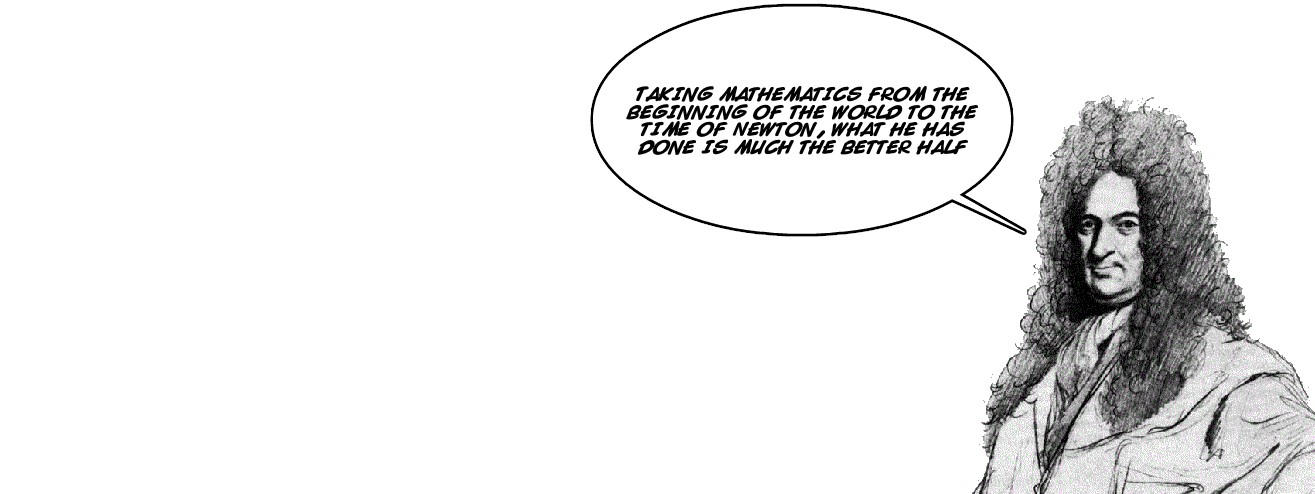 TAKING MATHEMATICS FROM THE
BEGINNING OF THE WORLD TO THE
TIME OF NEWTON, WHAT HE HAS
DONE IS MUCH THE BETTER HALF